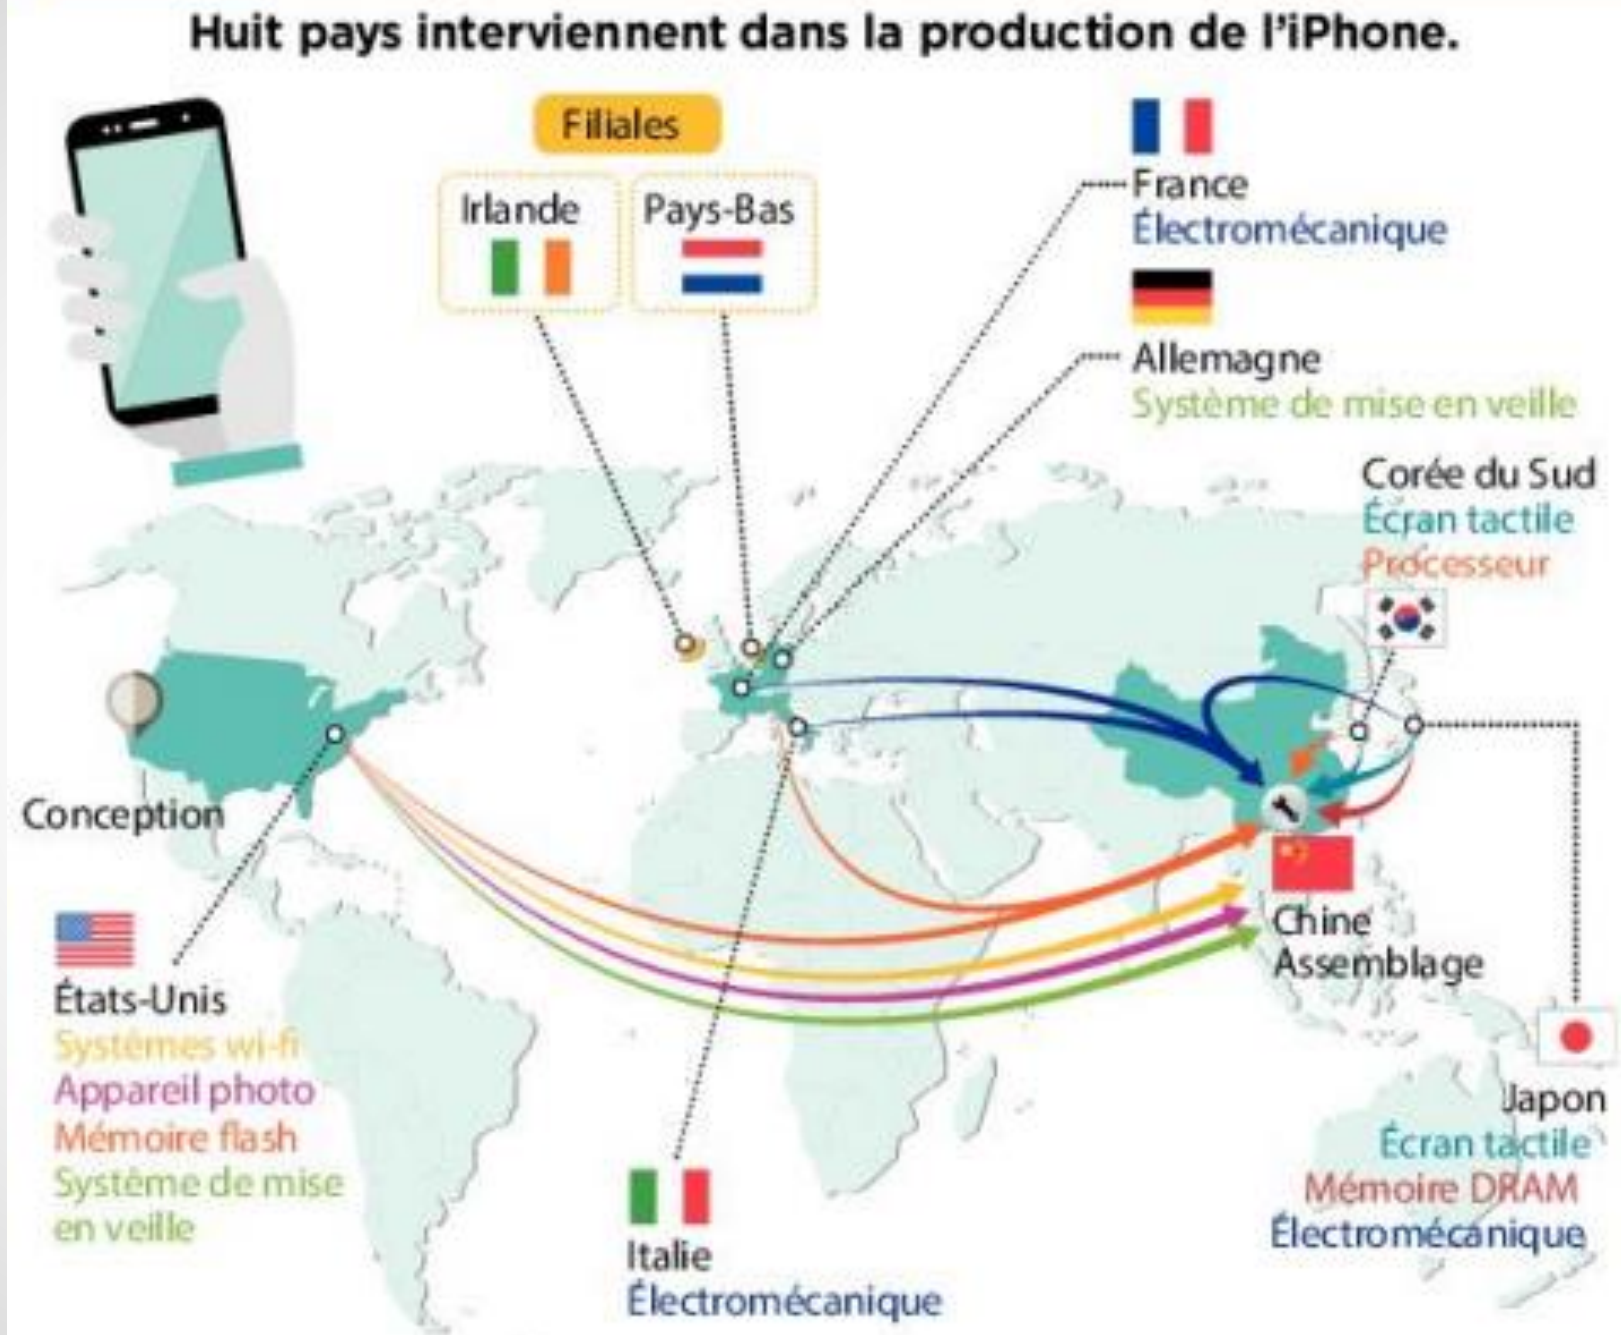 Huit pays interviennent dans la production de l'iPhone.
Filiales
Irlande
Pays-Bas
France
Électromécanique
Allemagne
Système de mise en veille
Corée du Sud
Écran tactile
Processeur
Conception
États-Unis
Systèmes wi-fi
Appareil photo
Mémoire flash
Système de mise
en veille
Italie
Électromécanique
Chine
Assemblage
Japon
Écran tactile
Mémoire DRAM
Électromécanique